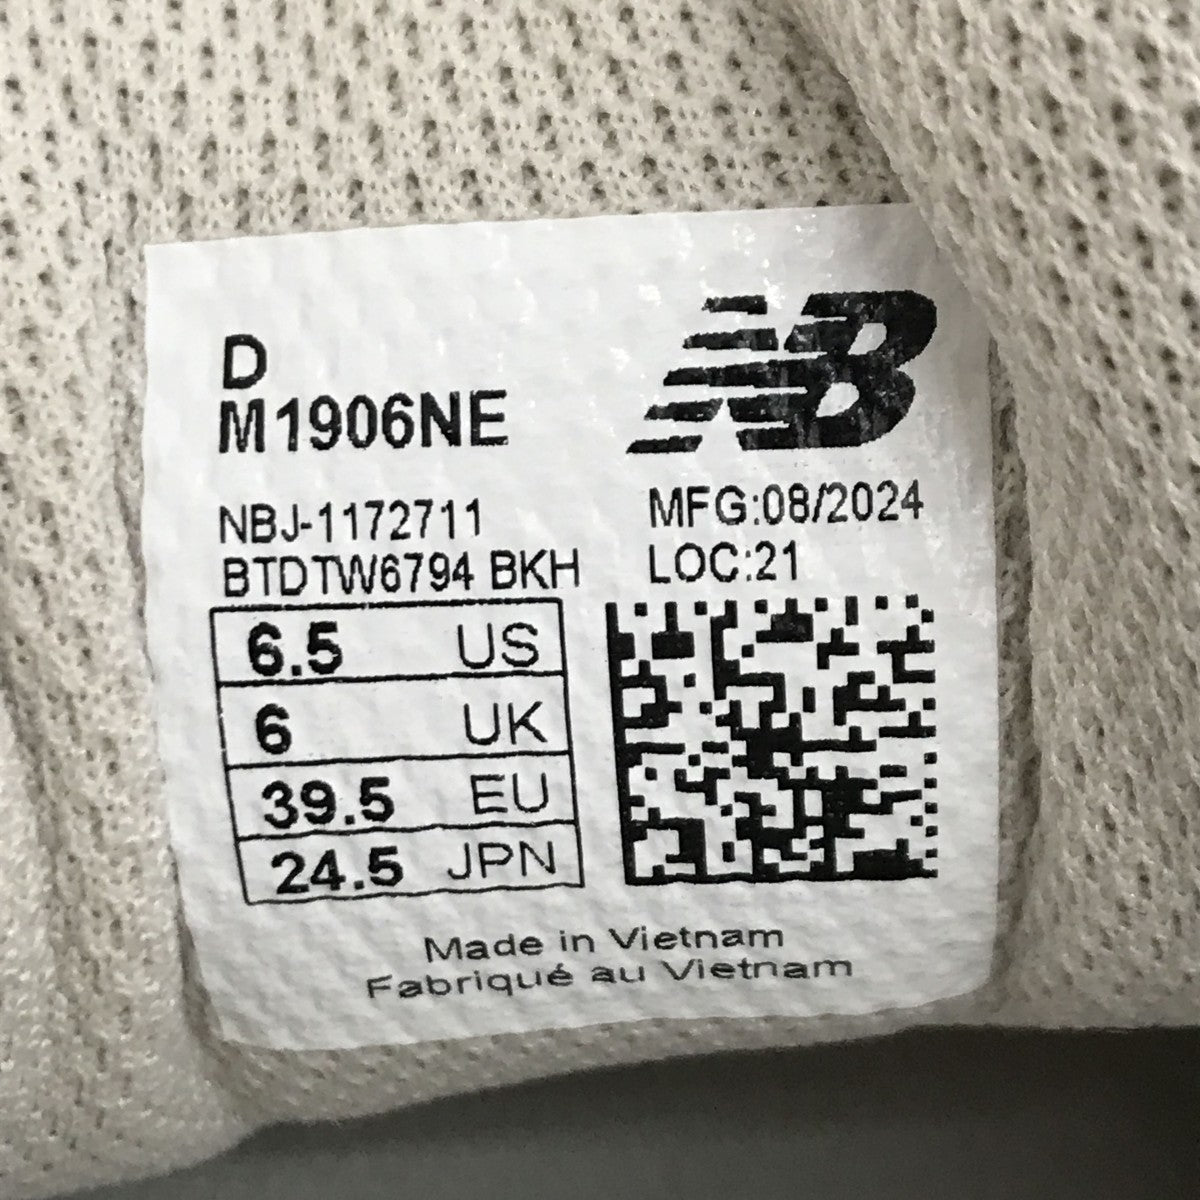 D
M1906NE
NB
NBJ-1172711
BTDTW6794 BKH
MFG:08/2024
LOC:21
6.5 US
6 UK
39.5 EU
24.5 JPN
Made in Vietnam
Fabriqué au Vietnam